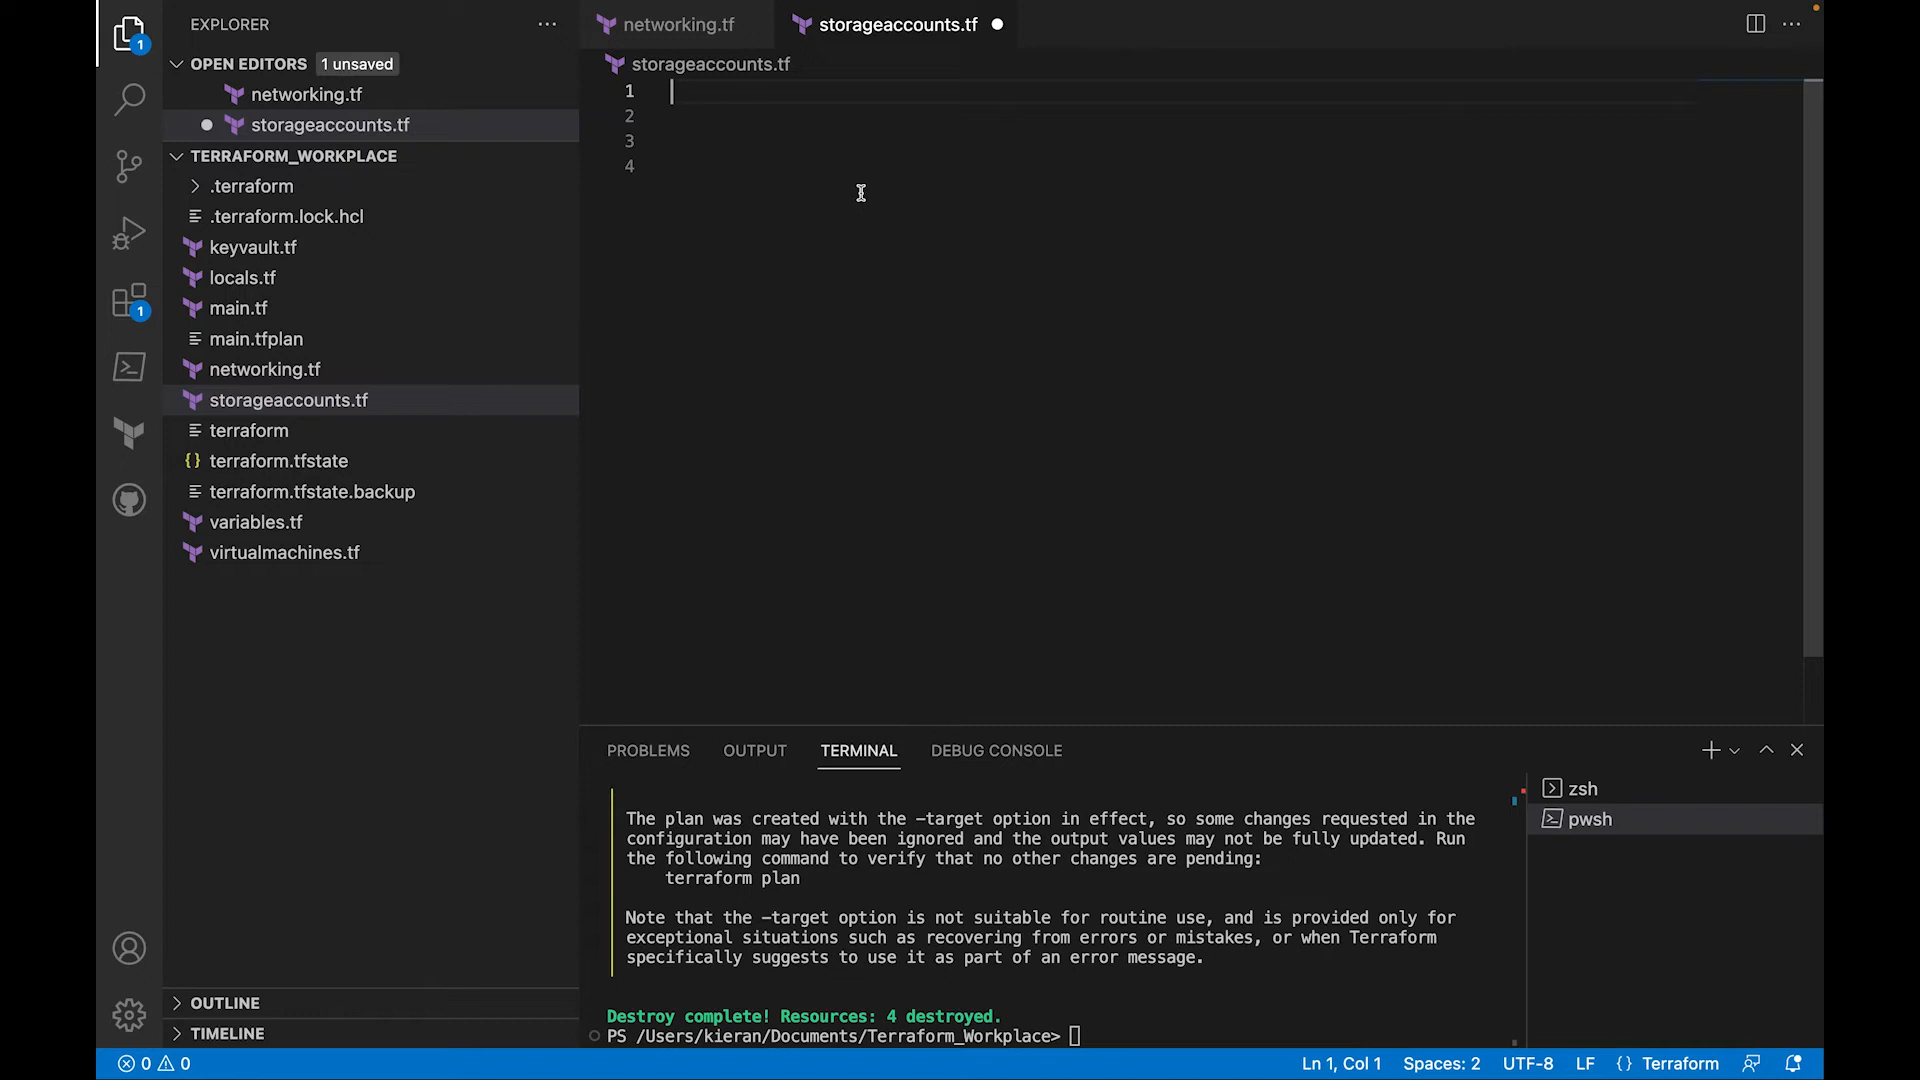 EXPLORER
OPEN EDITORS 1 unsaved
networking.tf
storageaccounts.tf
TERRAFORM_WORKPLACE
.terraform
.terraform.lock.hcl
keyvault.tf
locals.tf
main.tf
main.tfplan
networking.tf
storageaccounts.tf
terraform
terraform.tfstate
terraform.tfstate.backup
variables.tf
virtualmachines.tf
OUTLINE
TIMELINE
1
1
networking.tf storageaccounts.tf
storageaccounts.tf
1
2
3
4
PROBLEMS OUTPUT TERMINAL DEBUG CONSOLE
The plan was created with the -target option in effect, so some changes requested in the
configuration may have been ignored and the output values may not be fully updated. Run
the following command to verify that no other changes are pending:
terraform plan
Note that the -target option is not suitable for routine use, and is provided only for
exceptional situations such as recovering from errors or mistakes, or when Terraform
specifically suggests to use it as part of an error message.
Destroy complete! Resources: 4 destroyed.
PS /Users/kieran/Documents/Terraform_Workplace>
zsh
pwsh
0 0 Ln 1, Col 1 Spaces: 2 UTF-8 LF {} Terraform